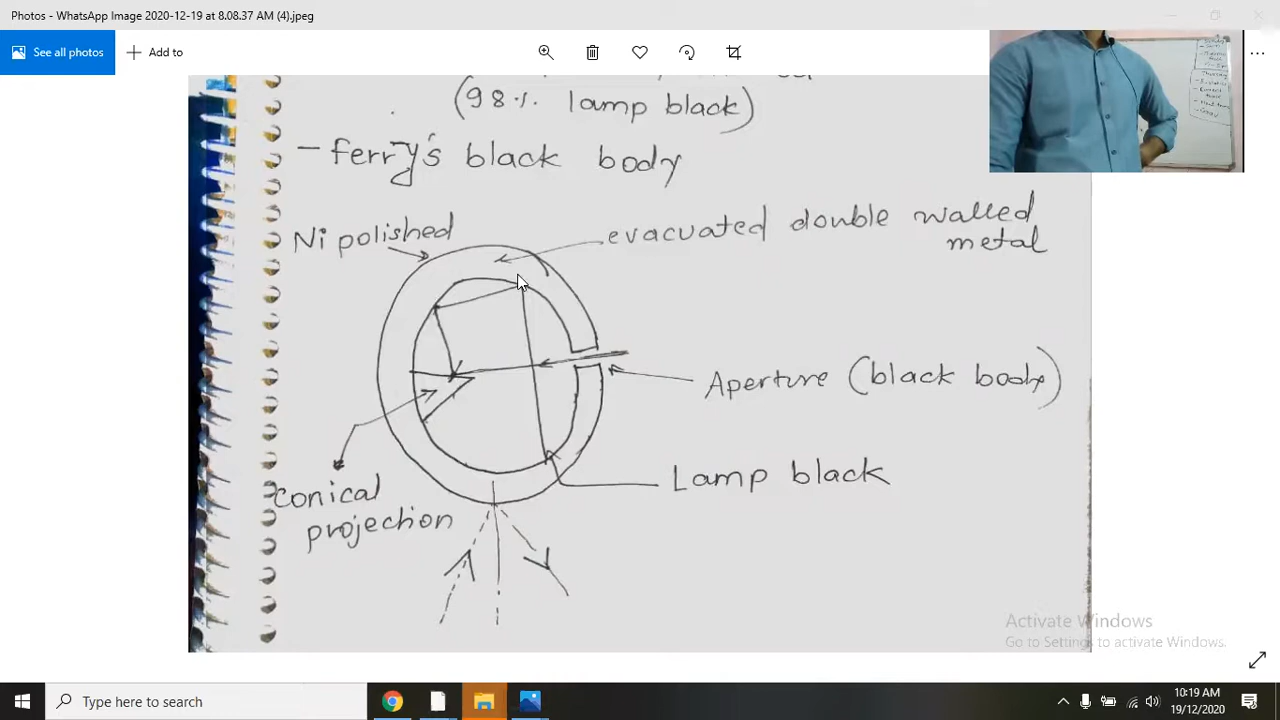 Photos - WhatsApp Image 2020-12-19 at 8.08.37 AM (4).jpeg
See all photos
Add to
(98%. lamp black)
- ferry's black body
Ni polished
evacuated double walled
metal
Aperture (black body)
Lamp black
Conical
projection
Activate Windows
Go to Settings to activate Windows.
Type here to search
10:19 AM
19/12/2020